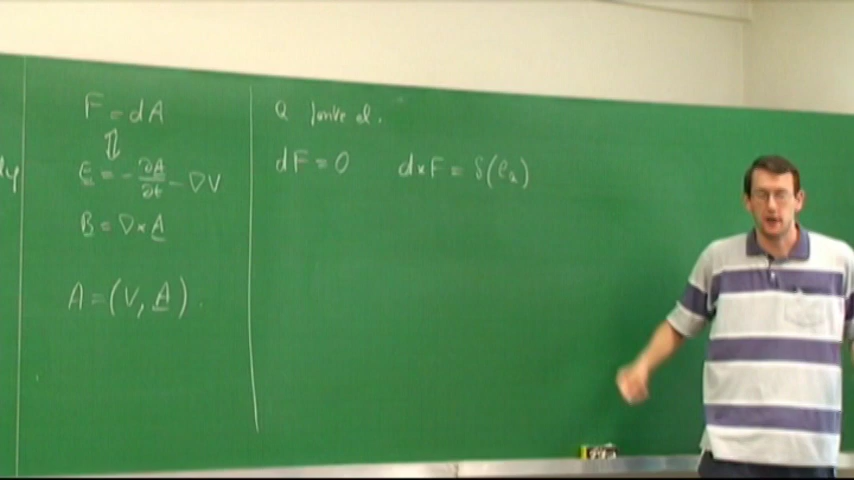 F = dA
⇕
E = - ∂A/∂t - ∇V
B = ∇×A
A = (V, A).
Q
dF = 0 d*F = δ(ℓ